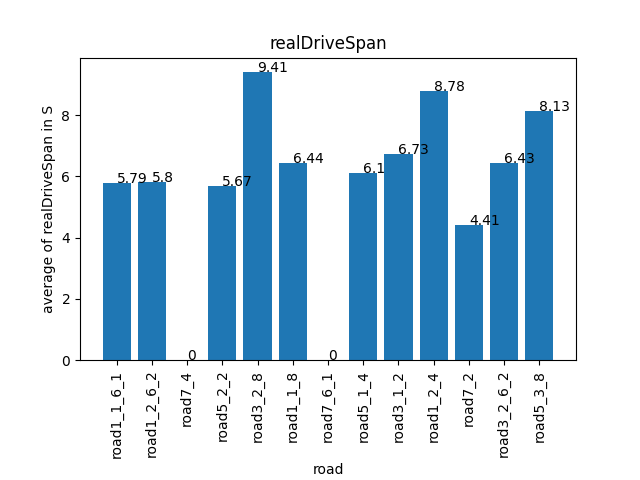 realDriveSpan
average of realDriveSpan in S
8
6
4
2
0
5.79
5.8
0
5.67
9.41
6.44
0
6.1
6.73
8.78
4.41
6.43
8.13
road1_1_6_1
road1_2_6_2
road7_4
road5_2_2
road3_2_8
road1_1_8
road7_6_1
road5_1_4
road3_1_2
road1_2_4
road7_2
road3_2_6_2
road5_3_8
road